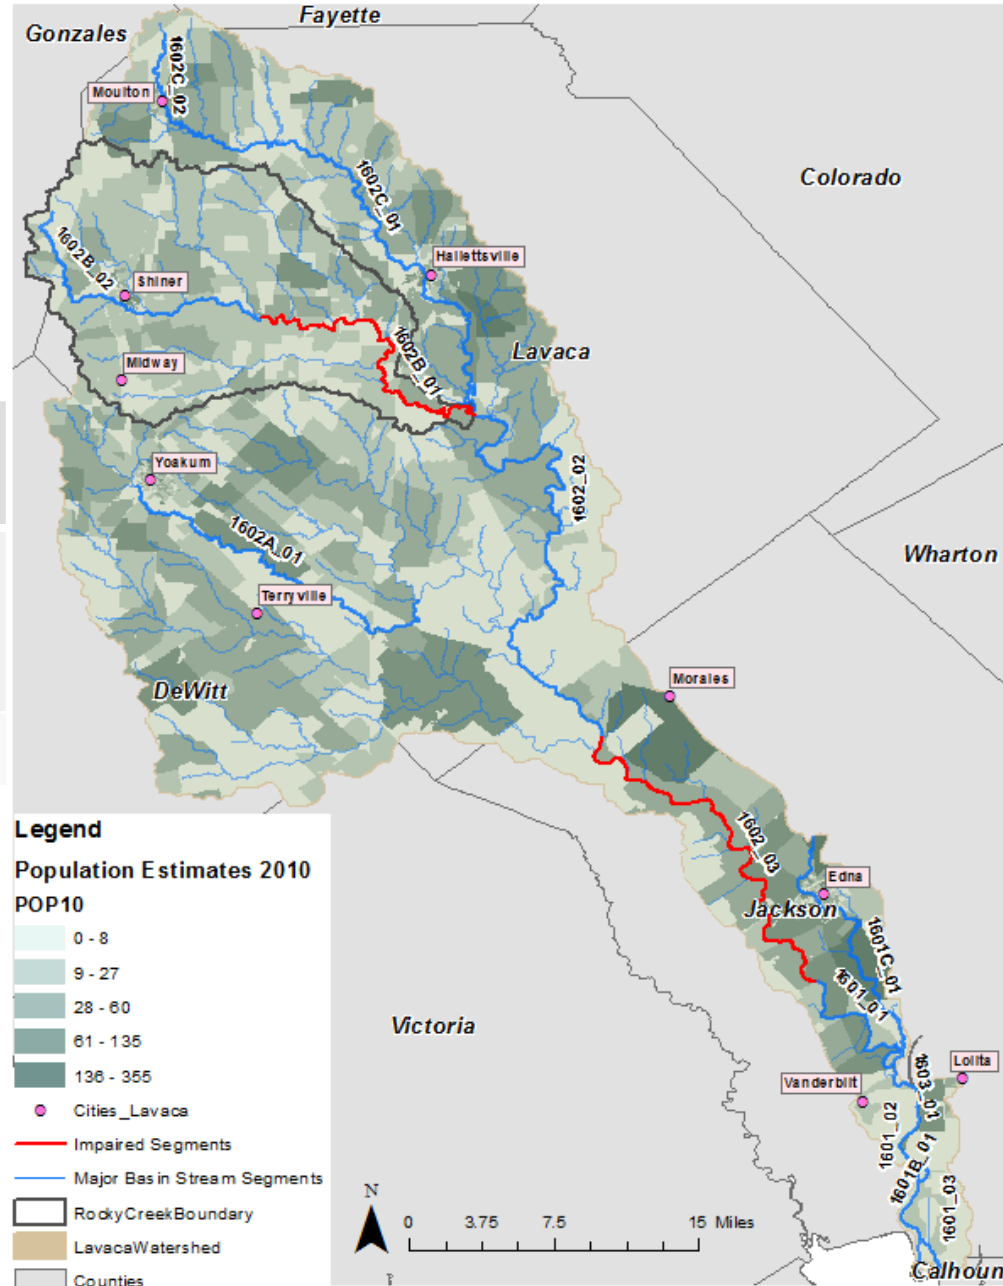 Fayette
Gonzales
1602C_02
Moulton
Colorado
1602C_01
1602B_02
Hallettsville
Shiner
Lavaca
1602B_01
Midway
Yoakum
1602_02
1602A_01
Wharton
Terryville
DeWitt
Morales
1602_03
Edna
Jackson
1601C_01
1601_01
Victoria
Vanderbilt
Lolita
1603_01
1601_02
1601B_01
1601_03
Calhoun
Legend
Population Estimates 2010
POP10
0 - 8
9 - 27
28 - 60
61 - 135
136 - 355
Cities_Lavaca
Impaired Segments
Major Basin Stream Segments
RockyCreekBoundary
LavacaWatershed
Counties
N
0 3.75 7.5 15 Miles